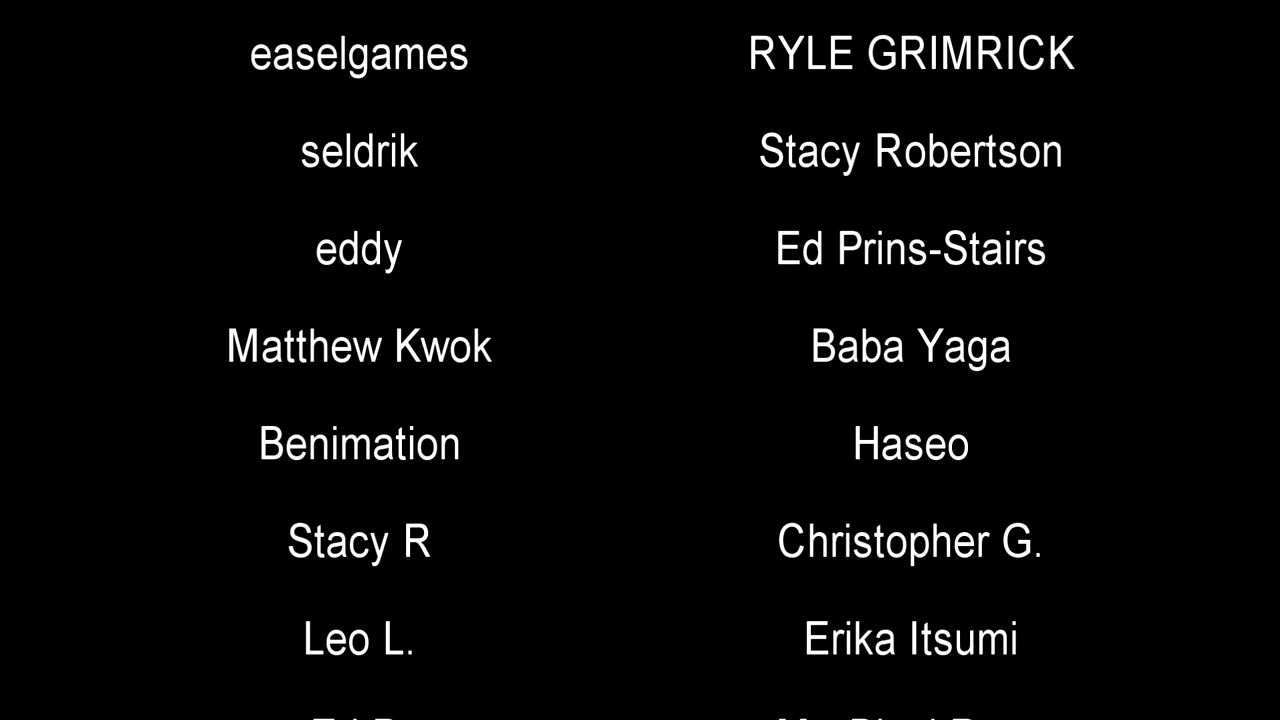 easelgames
RYLE GRIMRICK
seldrik
Stacy Robertson
eddy
Ed Prins-Stairs
Matthew Kwok
Baba Yaga
Benimation
Haseo
Stacy R
Christopher G.
Leo L.
Erika Itsumi